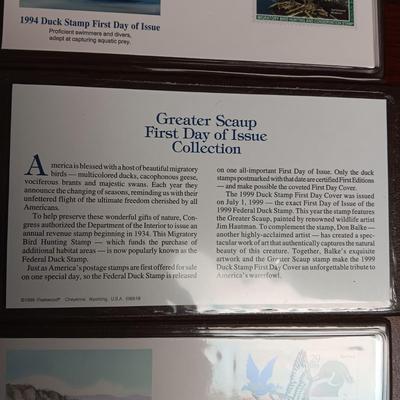 1994 Duck Stamp First Day of Issue
Proficient swimmers and divers,
adept at capturing aquatic prey.
Greater Scaup
First Day of Issue
Collection
America is blessed with a host of beautiful migratory
birds — multicolored ducks, cacophonous geese,
vociferous brants and majestic swans. Each year they
announce the changing of seasons, reminding us with their
unfettered flight of the ultimate freedom cherished by all
Americans.
To help preserve these wonderful gifts of nature, Con-
gress authorized the Department of the Interior to issue an
annual revenue stamp beginning in 1934. This Migratory
Bird Hunting Stamp — which funds the purchase of
additional habitat areas — is now popularly known as the
Federal Duck Stamp.
Just as America's postage stamps are first offered for sale
on one special day, so the Federal Duck Stamp is released
on one all-important First Day of Issue. Only the duck
stamps postmarked with that date are certified First Editions
— and make possible the coveted First Day Cover.
The 1999 Duck Stamp First Day Cover was issued
on July 1, 1999 — the exact First Day of Issue of the
1999 Federal Duck Stamp. This year the stamp features
the Greater Scaup, painted by renowned wildlife artist
Jim Hautman. To complement the stamp, Don Balke —
another highly-acclaimed artist — has created a spec-
tacular work of art that authentically captures the natural
beauty of this creature. Together, Balke's exquisite
artwork and the Greater Scaup stamp make the 1999
Duck Stamp First Day Cover an unforgettable tribute to
America's waterfowl.
©1999 Fleetwood® Cheyenne, Wyoming, U.S.A.
29